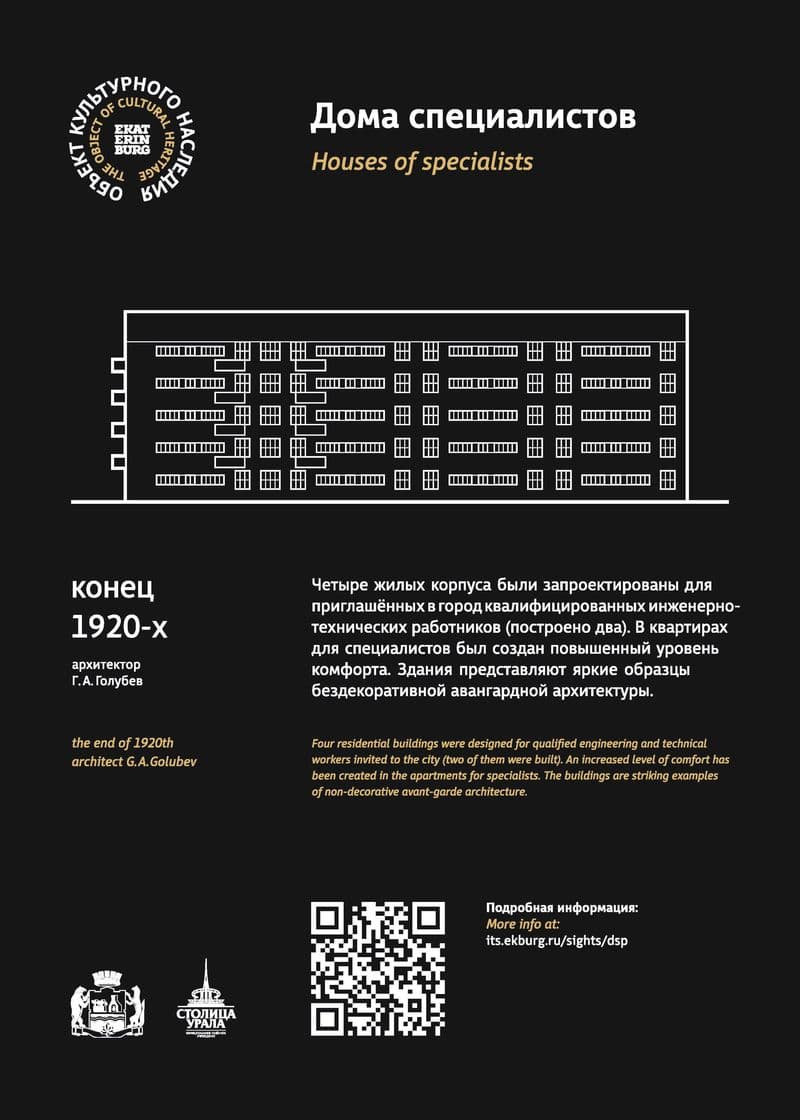 ОБЪЕКТ КУЛЬТУРНОГО НАСЛЕДИЯ
THE OBJECT OF CULTURAL HERITAGE
EKAT
ERIN
BURG
Дома специалистов
Houses of specialists
конец
1920-х
архитектор
Г. А. Голубев
the end of 1920th
architect G.A.Golubev
Четыре жилых корпуса были запроектированы для
приглашённых в город квалифицированных инженерно-
технических работников (построено два). В квартирах
для специалистов был создан повышенный уровень
комфорта. Здания представляют яркие образцы
бездекоративной авангардной архитектуры.
Four residential buildings were designed for qualified engineering and technical
workers invited to the city (two of them were built). An increased level of comfort has
been created in the apartments for specialists. The buildings are striking examples
of non-decorative avant-garde architecture.
Подробная информация:
More info at:
its.ekburg.ru/sights/dsp
СТОЛИЦА
УРАЛА